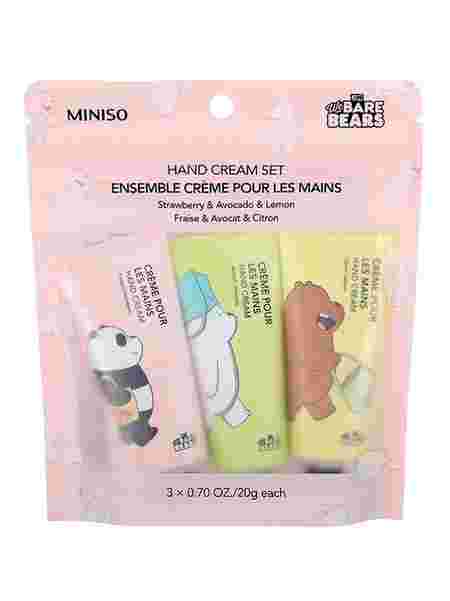 MINISO
We
BARE
BEARS
HAND CREAM SET
ENSEMBLE CRÈME POUR LES MAINS
Strawberry & Avocado & Lemon
Fraise & Avocat & Citron
CRÈME POUR
LES MAINS
HAND CREAM
CRÈME POUR
LES MAINS
HAND CREAM
CRÈME POUR
LES MAINS
HAND CREAM
3 × 0.70 OZ./20g each